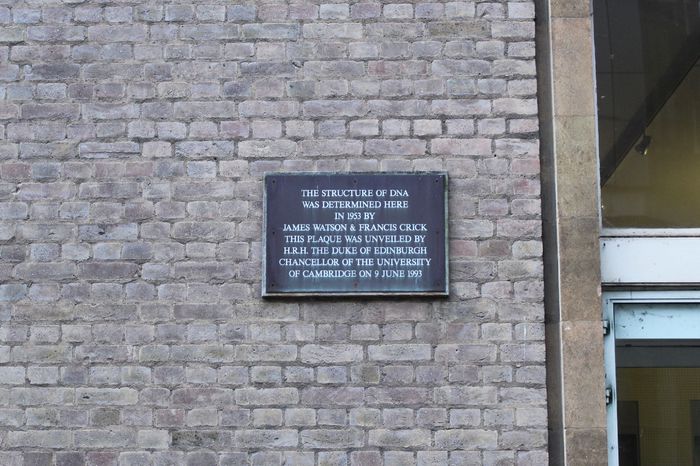 THE STRUCTURE OF DNA
WAS DETERMINED HERE
IN 1953 BY
JAMES WATSON & FRANCIS CRICK
THIS PLAQUE WAS UNVEILED BY
H.R.H. THE DUKE OF EDINBURGH
CHANCELLOR OF THE UNIVERSITY
OF CAMBRIDGE ON 9 JUNE 1993